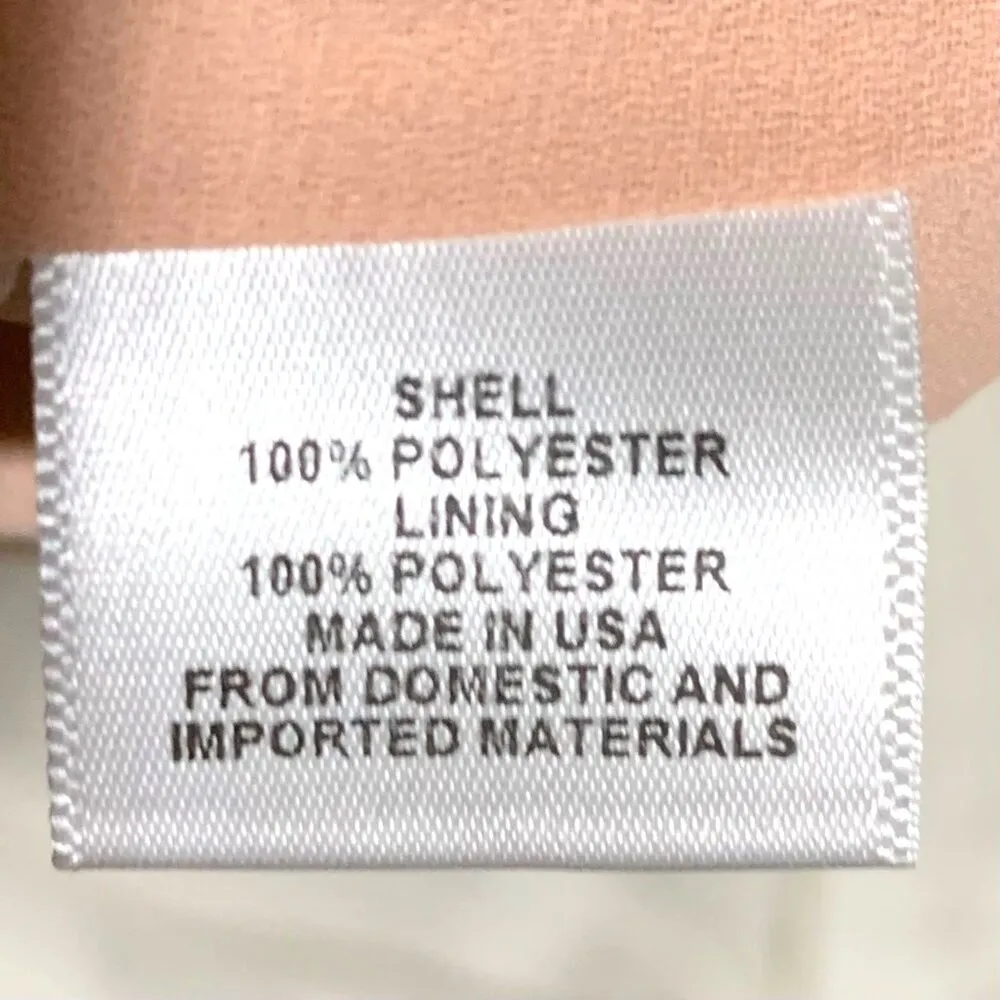 SHELL
100% POLYESTER
LINING
100% POLYESTER
MADE IN USA
FROM DOMESTIC AND
IMPORTED MATERIALS